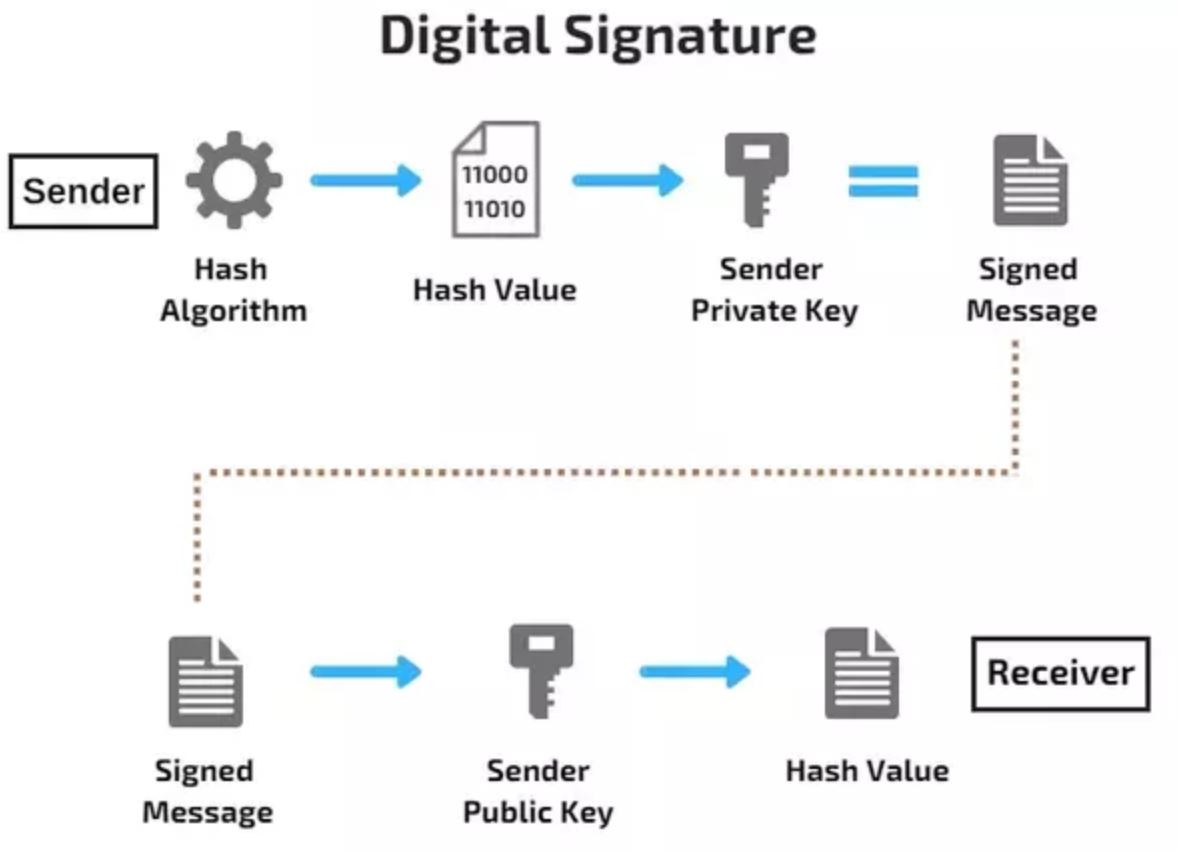 Digital Signature
Sender
11000
11010
Hash
Algorithm
Hash Value
Sender
Private Key
Signed
Message
Receiver
Signed
Message
Sender
Public Key
Hash Value